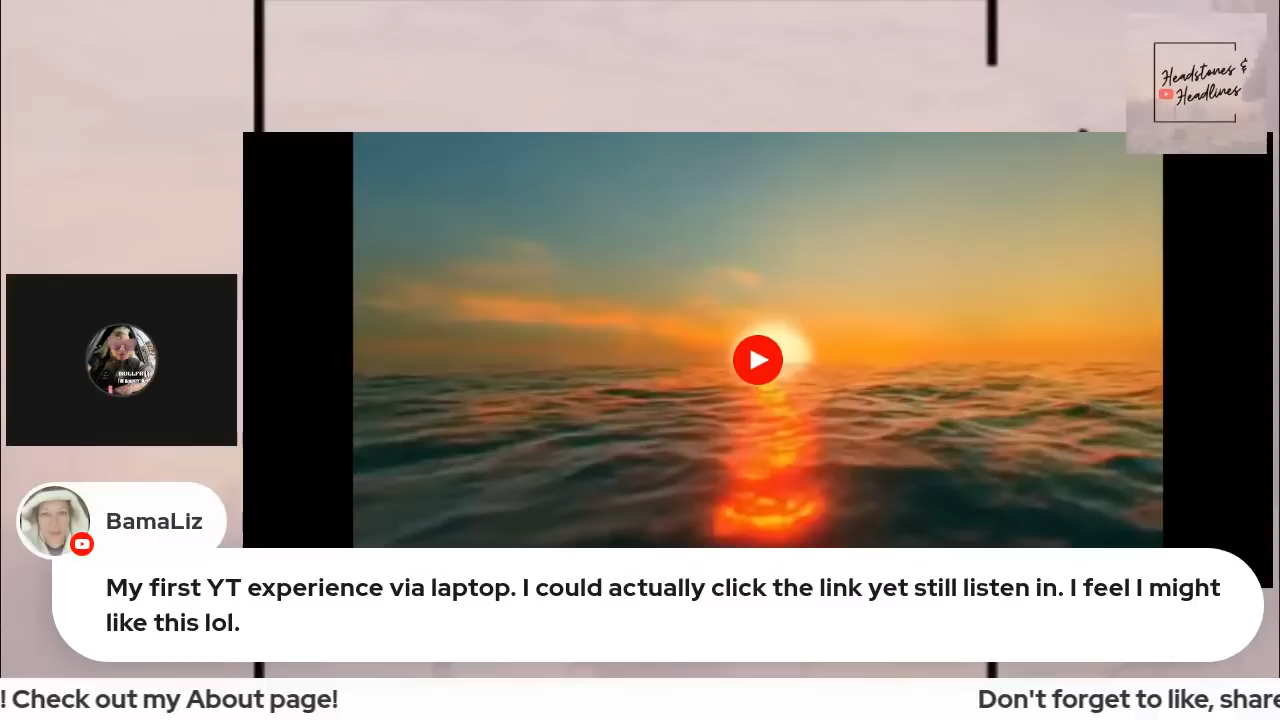 Headstones &
Headlines
BamaLiz
My first YT experience via laptop. I could actually click the link yet still listen in. I feel I might
like this lol.
! Check out my About page!
Don't forget to like, share